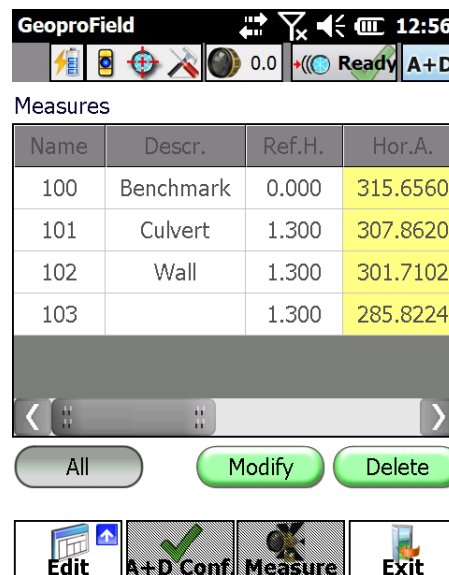 GeoproField 12:56
0.0 Ready A+D
Measures
Name Descr. Ref.H. Hor.A.
100 Benchmark 0.000 315.6560
101 Culvert 1.300 307.8620
102 Wall 1.300 301.7102
103 1.300 285.8224
All Modify Delete
Edit A+D Conf. Measure Exit